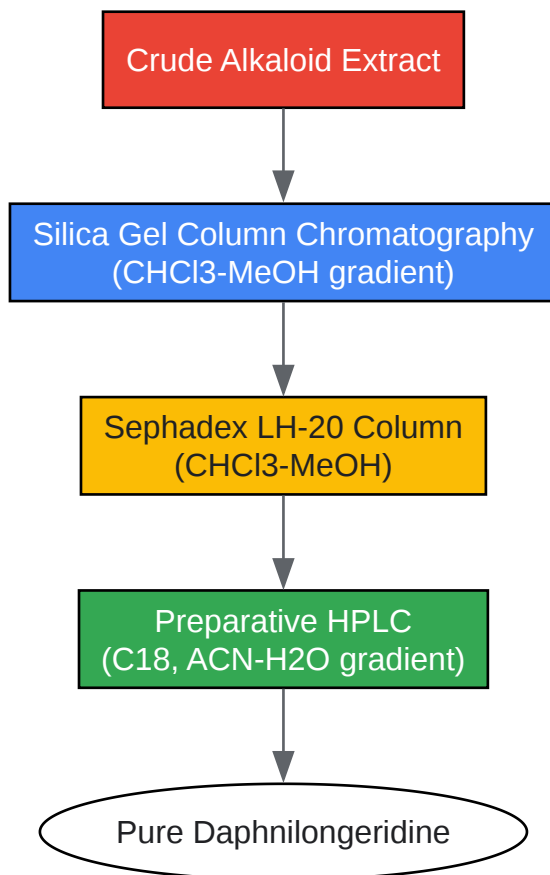 Crude Alkaloid Extract
Silica Gel Column Chromatography
(CHCl3-MeOH gradient)
Sephadex LH-20 Column
(CHCl3-MeOH)
Preparative HPLC
(C18, ACN-H2O gradient)
Pure Daphnilongeridine